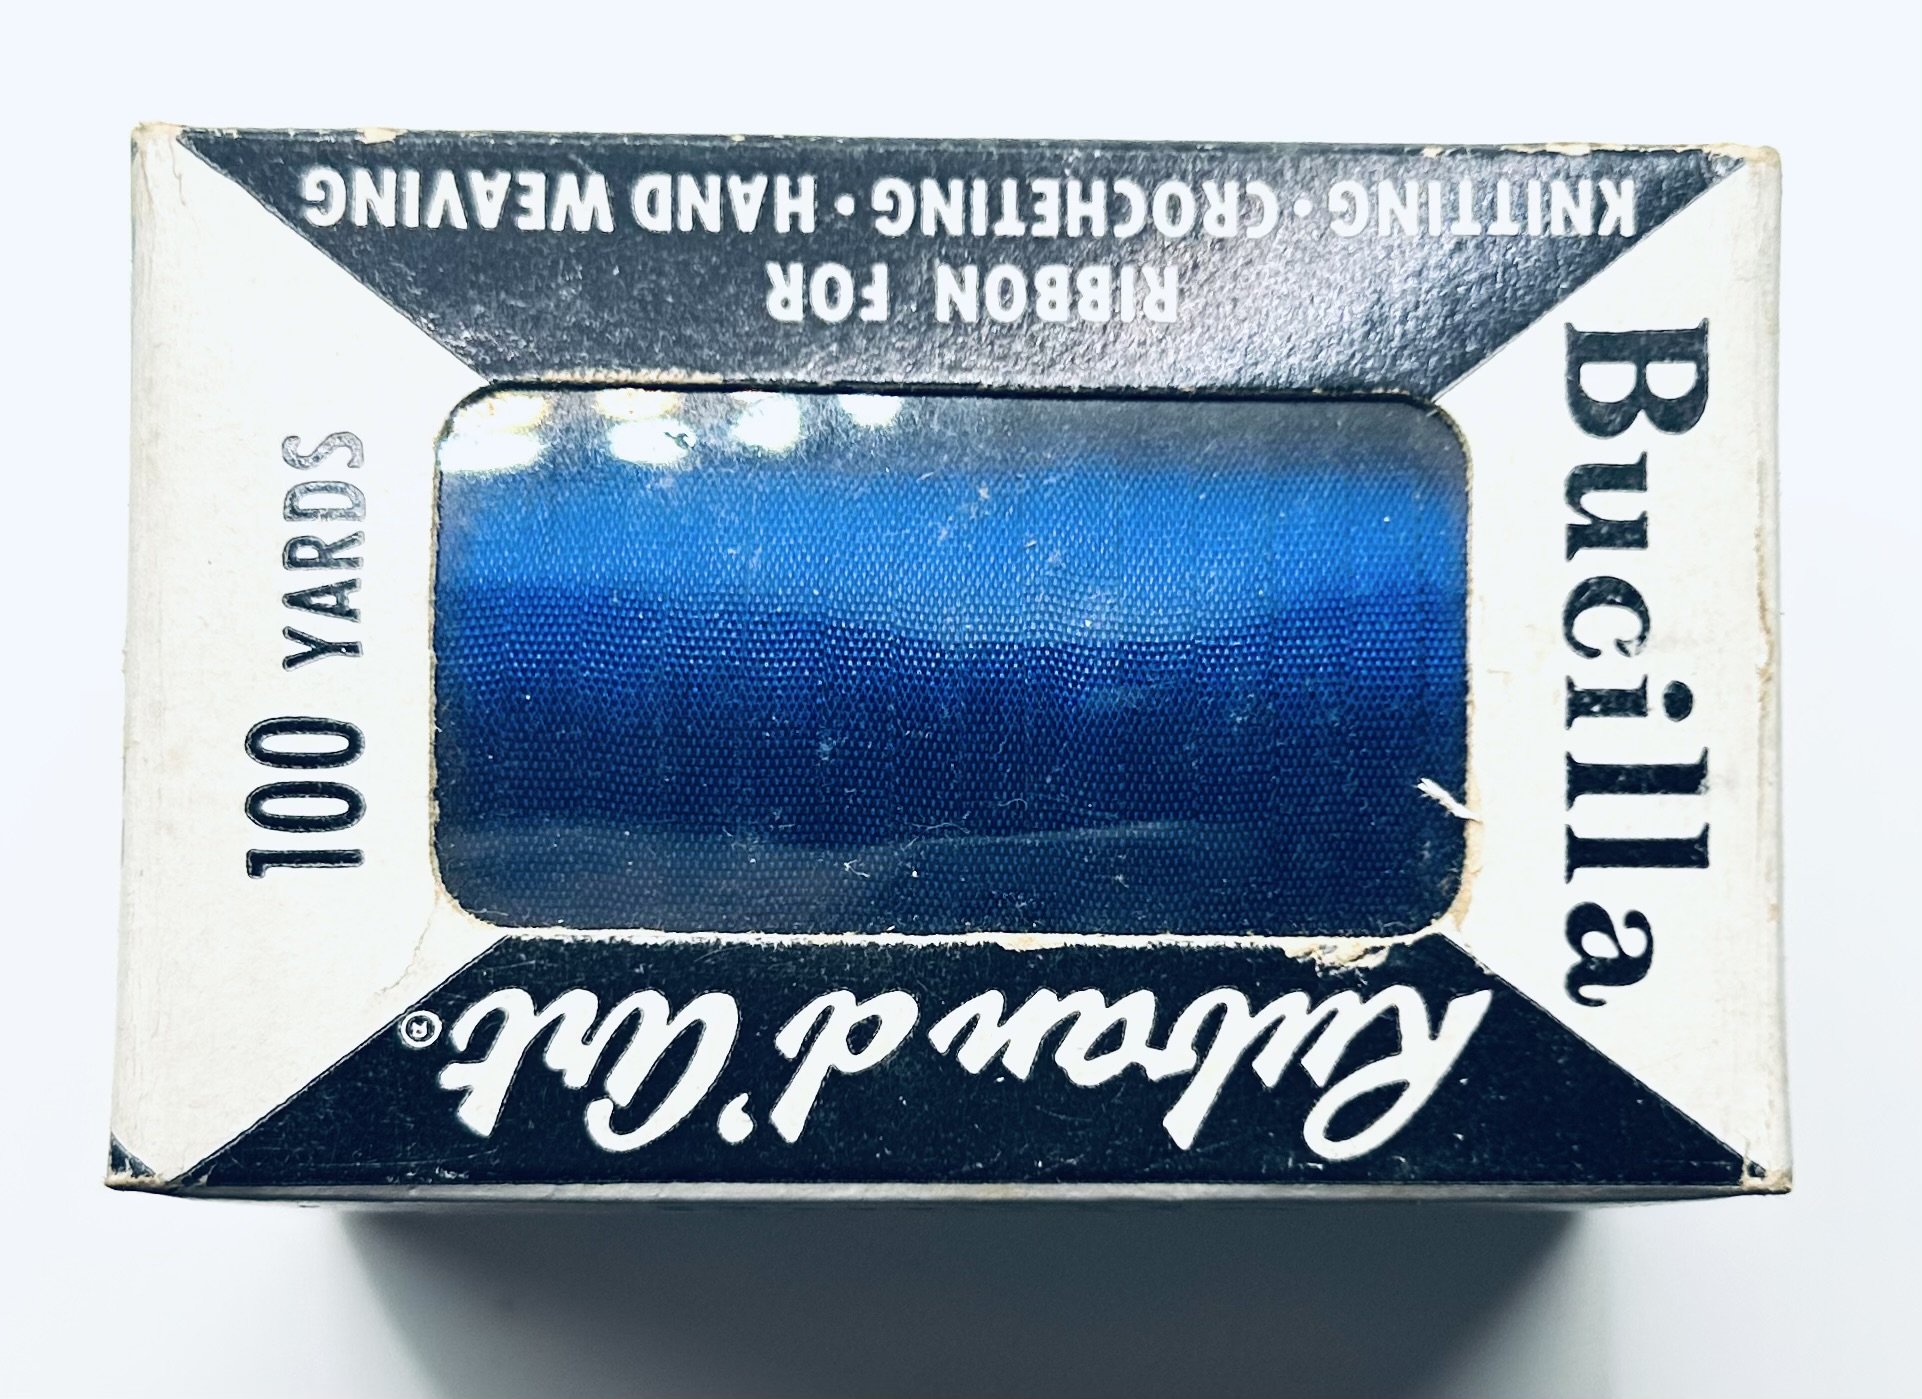 Ruban d'Art®
RIBBON FOR
KNITTING • CROCHETING • HAND WEAVING
Bucilla
100 YARDS